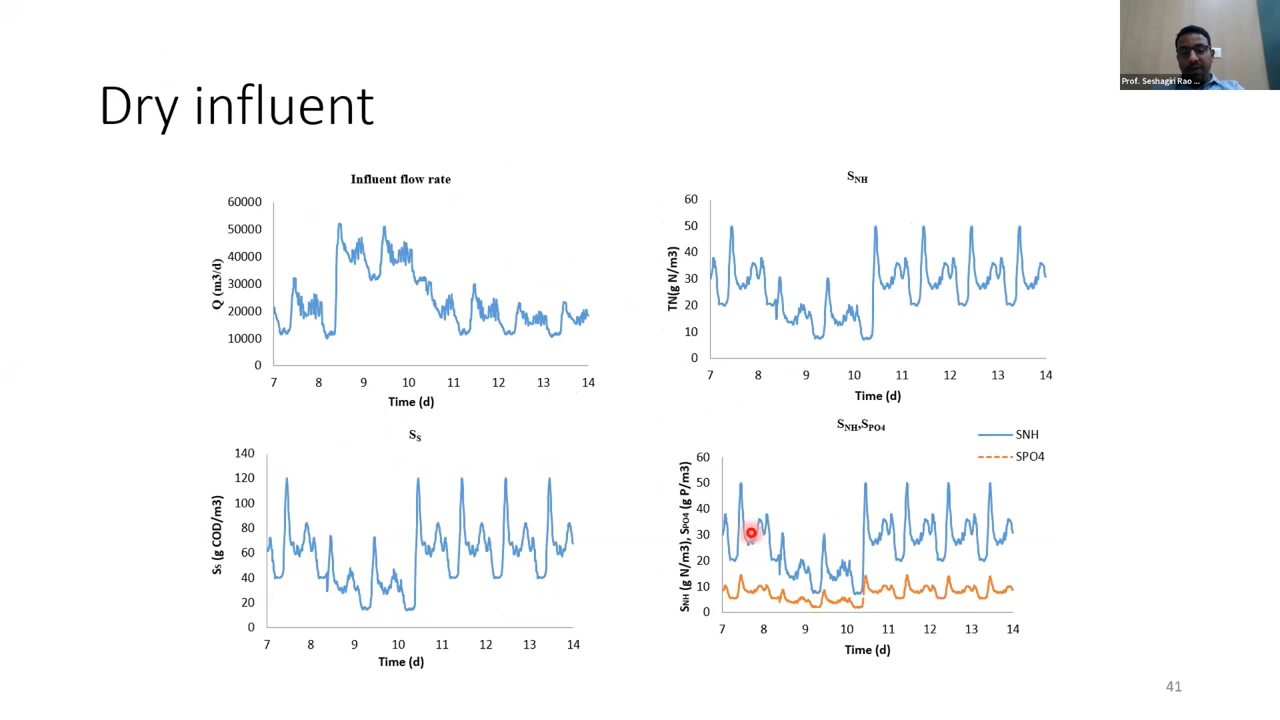 Prof. Seshagiri Rao ...
Dry influent
Influent flow rate
60000
50000
40000
30000
20000
10000
0
Q (m3/d)
7 8 9 10 11 12 13 14
Time (d)
SNH
60
50
40
30
20
10
0
TN(g N/m3)
7 8 9 10 11 12 13 14
Time (d)
SS
140
120
100
80
60
40
20
0
SS (g COD/m3)
7 8 9 10 11 12 13 14
Time (d)
SNH,SPO4
SNH
SPO4
60
50
40
30
20
10
0
SNH (g N/m3), SPO4 (g P/m3)
7 8 9 10 11 12 13 14
Time (d)
41